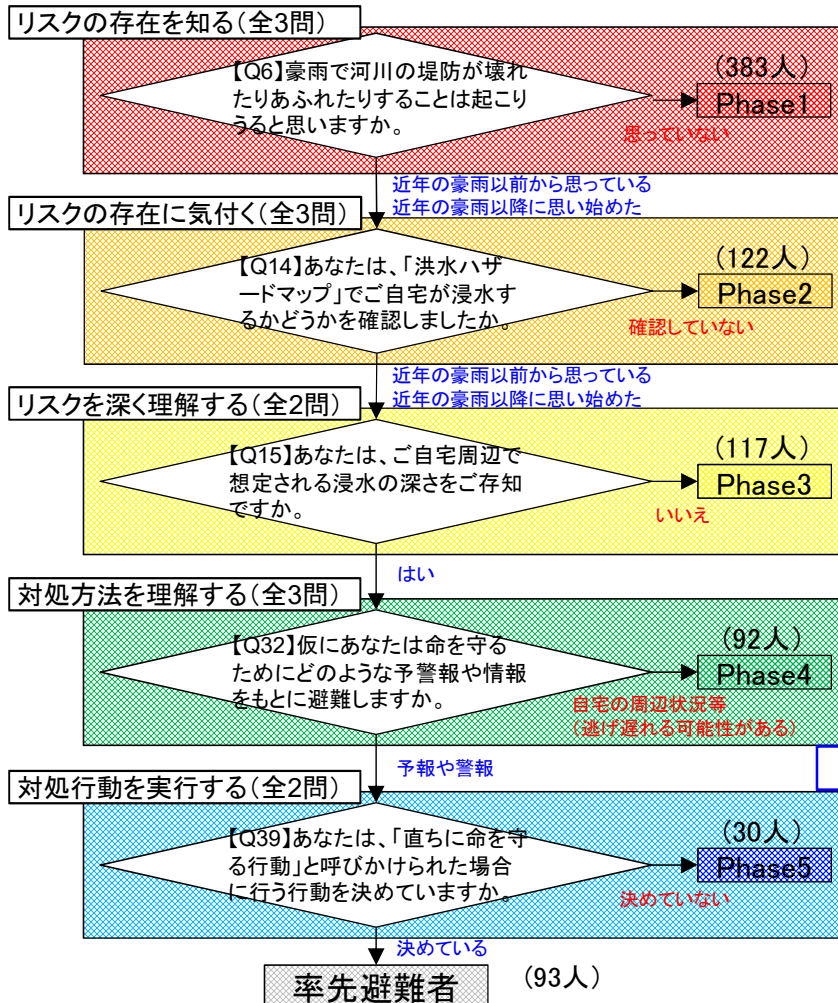 リスクの存在を知る(全3問)
【Q6】豪雨で河川の堤防が壊れ
たりあふれたりすることは起こり
うると思いますか。
(383人)
Phase1
思っていない
近年の豪雨以前から思っている
近年の豪雨以降に思い始めた
リスクの存在に気付く(全3問)
【Q14】あなたは、「洪水ハザ
ードマップ」でご自宅が浸水す
るかどうかを確認しましたか。
(122人)
Phase2
確認していない
近年の豪雨以前から思っている
近年の豪雨以降に思い始めた
リスクを深く理解する(全2問)
【Q15】あなたは、ご自宅周辺で
想定される浸水の深さをご存知
ですか。
(117人)
Phase3
いいえ
はい
対処方法を理解する(全3問)
【Q32】仮にあなたは命を守る
ためにどのような予警報や情報
をもとに避難しますか。
(92人)
Phase4
自宅の周辺状況等
(逃げ遅れる可能性がある)
予報や警報
対処行動を実行する(全2問)
【Q39】あなたは、「直ちに命を守
る行動」と呼びかけられた場合
に行う行動を決めていますか。
(30人)
Phase5
決めていない
決めている
率先避難者
(93人)